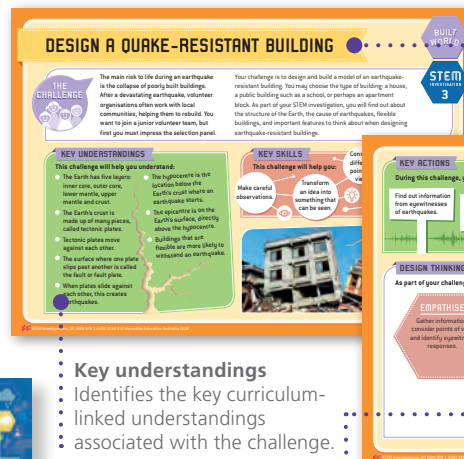 DESIGN A QUAKE-RESISTANT BUILDING
BUILT
WORLD
STEM
INVESTIGATION
3
THE
CHALLENGE
The main risk to life during an earthquake
is the collapse of poorly built buildings.
After a devastating earthquake, volunteer
organisations often work with local
communities, helping them to rebuild. You
want to join a junior volunteer team, but
first you must impress the selection panel.
Your challenge is to design and build a model of an earthquake-
resistant building. You may choose the type of building: a house,
a public building such as a school, or perhaps an apartment
block. As part of your STEM investigation, you will find out about
the structure of the Earth, the cause of earthquakes, flexible
buildings, and important features to think about when designing
earthquake-resistant buildings.
KEY UNDERSTANDINGS
This challenge will help you understand:
The Earth has five layers:
inner core, outer core,
lower mantle, upper
mantle and crust.
The Earth's crust is
made up of many pieces,
called tectonic plates.
Tectonic plates move
against each other.
The surface where one plate
slips past another is called
the fault or fault plate.
When plates slide against
each other, this creates
earthquakes.
The hypocentre is the
location below the
Earth's crust where an
earthquake starts.
The epicentre is on the
Earth's surface, directly
above the hypocentre.
Buildings that are
flexible are more likely to
withstand an earthquake.
KEY SKILLS
This challenge will help you:
Make careful
observations.
Transform
an idea into
something that
can be seen.
KEY ACTIONS
During this challenge, y
Find out information
from eyewitnesses
of earthquakes.
DESIGN THINKING
As part of your challeng
EMPATHISE
Gather informatio
consider points of v
and identify eyewitn
responses.
Key understandings
Identifies the key curriculum-
linked understandings
associated with the challenge.